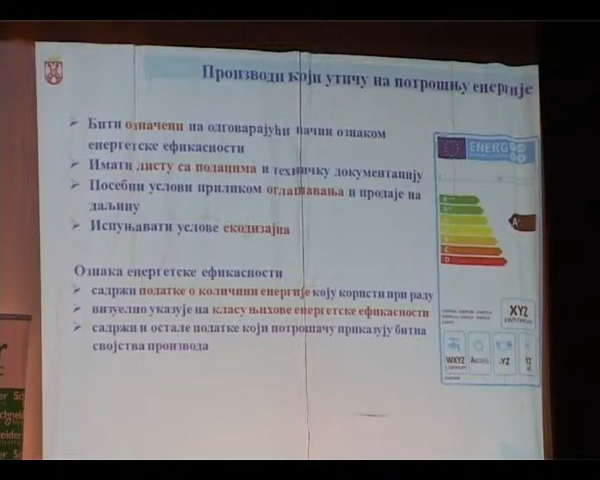 Производи који утичу на потрошњу енергије
Бити означени на одговарајући начин ознаком
енергетске ефикасности
Имати листу са подацима и техничку документацију
Посебни услови приликом оглашавања и продаје на
даљину
Испуњавати услове екодизајна
Ознака енергетске ефикасности
садржи податке о количини енергије коју користи при раду
визуелно указује на класу њихове енергетске ефикасности
садржи и остале податке који потрошачу приказују битна
својства производа
ENERG
XYZ
WXYZ
.YZ
YZ